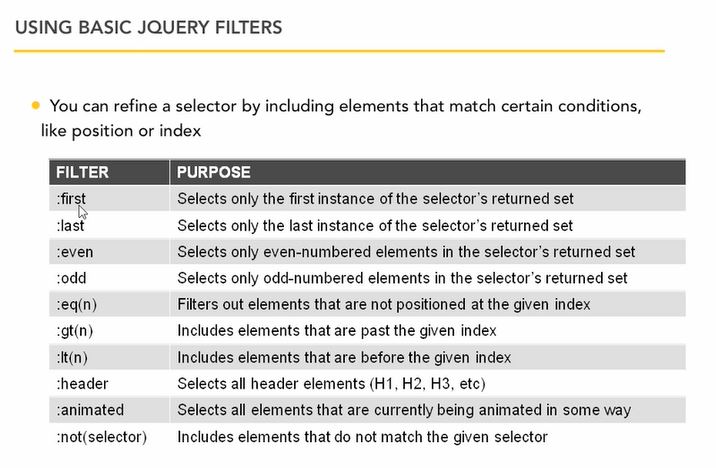 USING BASIC JQUERY FILTERS
You can refine a selector by including elements that match certain conditions,
like position or index
FILTER PURPOSE
:first Selects only the first instance of the selector's returned set
:last Selects only the last instance of the selector's returned set
:even Selects only even-numbered elements in the selector's returned set
:odd Selects only odd-numbered elements in the selector's returned set
:eq(n) Filters out elements that are not positioned at the given index
:gt(n) Includes elements that are past the given index
:lt(n) Includes elements that are before the given index
:header Selects all header elements (H1, H2, H3, etc)
:animated Selects all elements that are currently being animated in some way
:not(selector) Includes elements that do not match the given selector